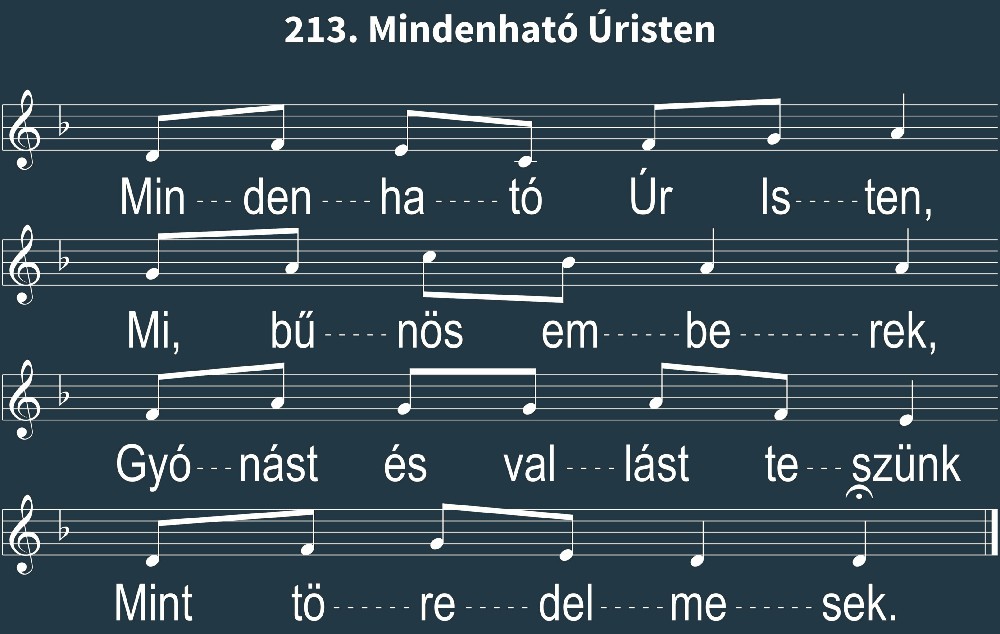 213. Mindenható Úristen
Min---den----ha-----tó Úr Is-----ten,
Mi, bű-----nös em------be---------rek,
Gyó---nást és val----lást te---szünk
Mint tö------re-----del-----me------sek.